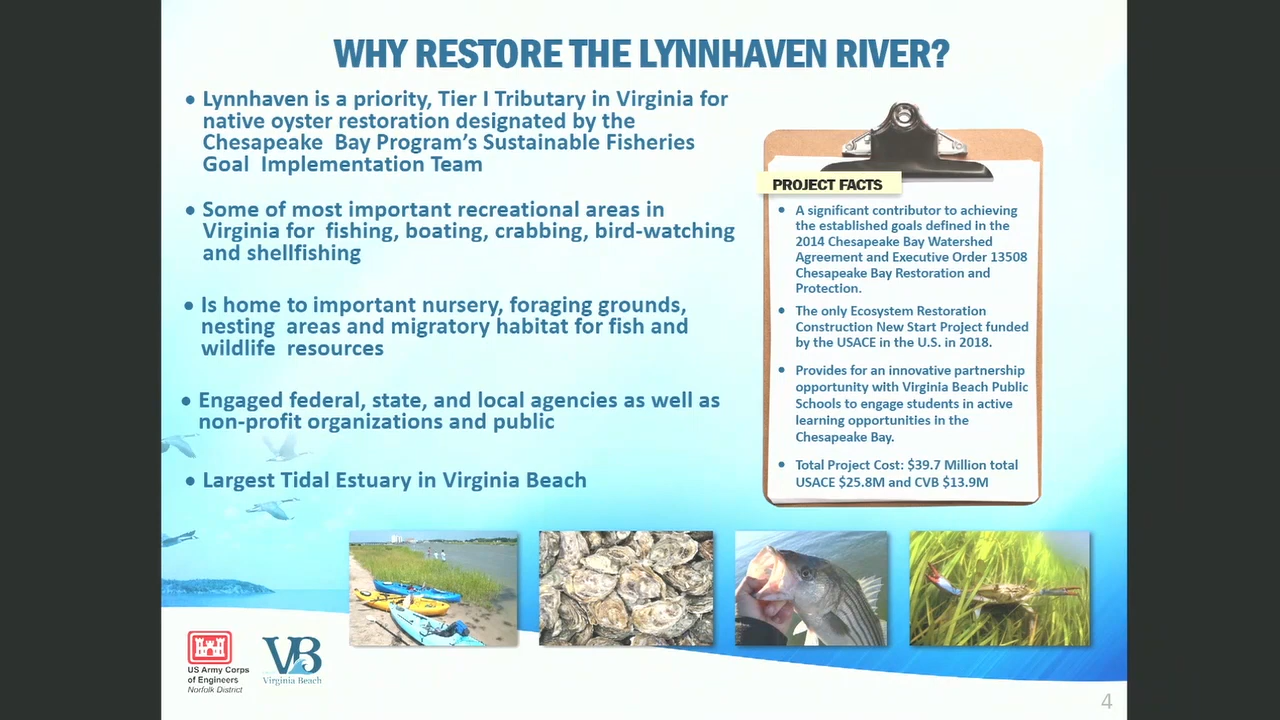 WHY RESTORE THE LYNNHAVEN RIVER?
• Lynnhaven is a priority, Tier I Tributary in Virginia for
native oyster restoration designated by the
Chesapeake Bay Program’s Sustainable Fisheries
Goal Implementation Team
• Some of most important recreational areas in
Virginia for fishing, boating, crabbing, bird-watching
and shellfishing
• Is home to important nursery, foraging grounds,
nesting areas and migratory habitat for fish and
wildlife resources
• Engaged federal, state, and local agencies as well as
non-profit organizations and public
• Largest Tidal Estuary in Virginia Beach
PROJECT FACTS
• A significant contributor to achieving
the established goals defined in the
2014 Chesapeake Bay Watershed
Agreement and Executive Order 13508
Chesapeake Bay Restoration and
Protection.
• The only Ecosystem Restoration
Construction New Start Project funded
by the USACE in the U.S. in 2018.
• Provides for an innovative partnership
opportunity with Virginia Beach Public
Schools to engage students in active
learning opportunities in the
Chesapeake Bay.
• Total Project Cost: $39.7 Million total
USACE $25.8M and CVB $13.9M
US Army Corps
of Engineers
Norfolk District
VB
Virginia Beach
4